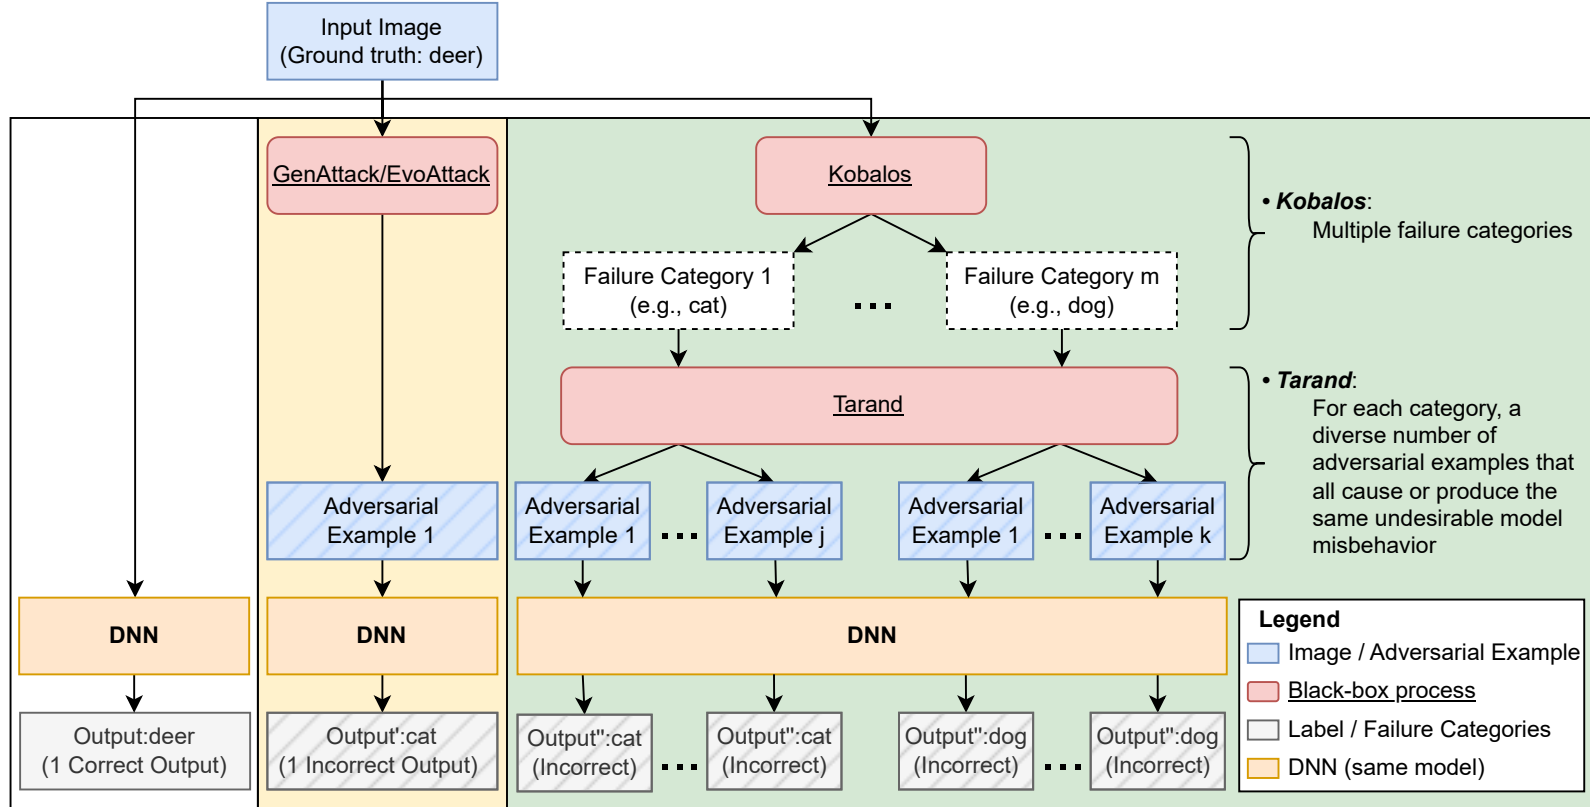 Input Image
(Ground truth: deer)
GenAttack/EvoAttack
Kobalos
• Kobalos:
Multiple failure categories
Failure Category 1
(e.g., cat)
...
Failure Category m
(e.g., dog)
Tarand
• Tarand:
For each category, a
diverse number of
adversarial examples that
all cause or produce the
same undesirable model
misbehavior
Adversarial
Example 1
Adversarial
Example 1
...
Adversarial
Example j
Adversarial
Example 1
...
Adversarial
Example k
DNN
DNN
DNN
Output:deer
(1 Correct Output)
Output':cat
(1 Incorrect Output)
Output":cat
(Incorrect)
...
Output":cat
(Incorrect)
Output":dog
(Incorrect)
...
Output":dog
(Incorrect)
Legend
Image / Adversarial Example
Black-box process
Label / Failure Categories
DNN (same model)